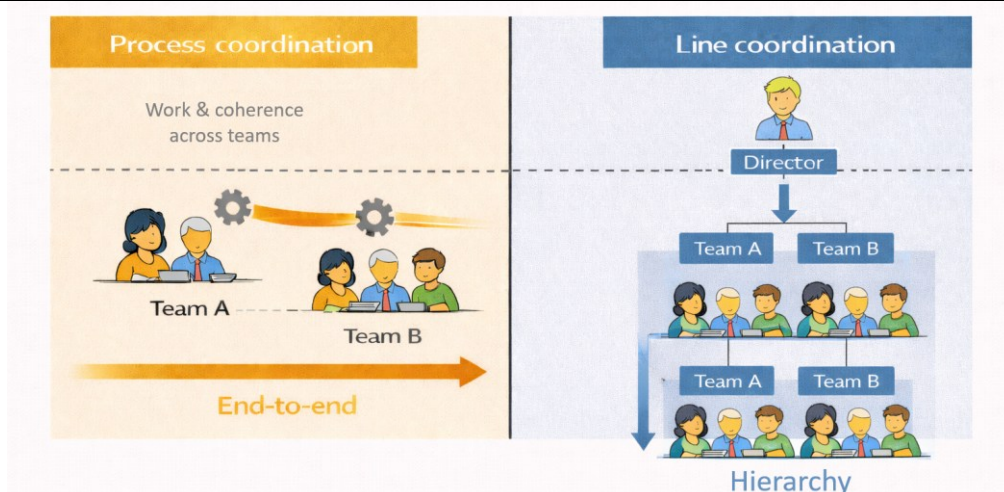 Process coordination
Work & coherence
across teams
Team A
Team B
End-to-end
Line coordination
Director
Team A
Team B
Team A
Team B
Hierarchy